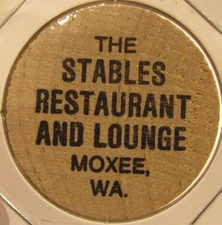 THE
STABLES
RESTAURANT
AND LOUNGE
MOXEE,
WA.